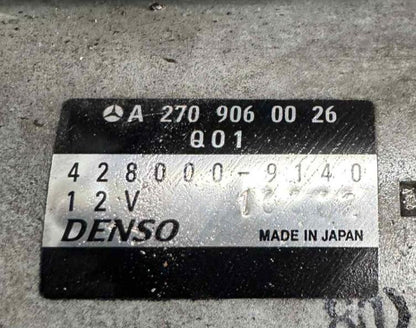 A 270 906 00 26
Q01
428000-9140
12V
DENSO MADE IN JAPAN